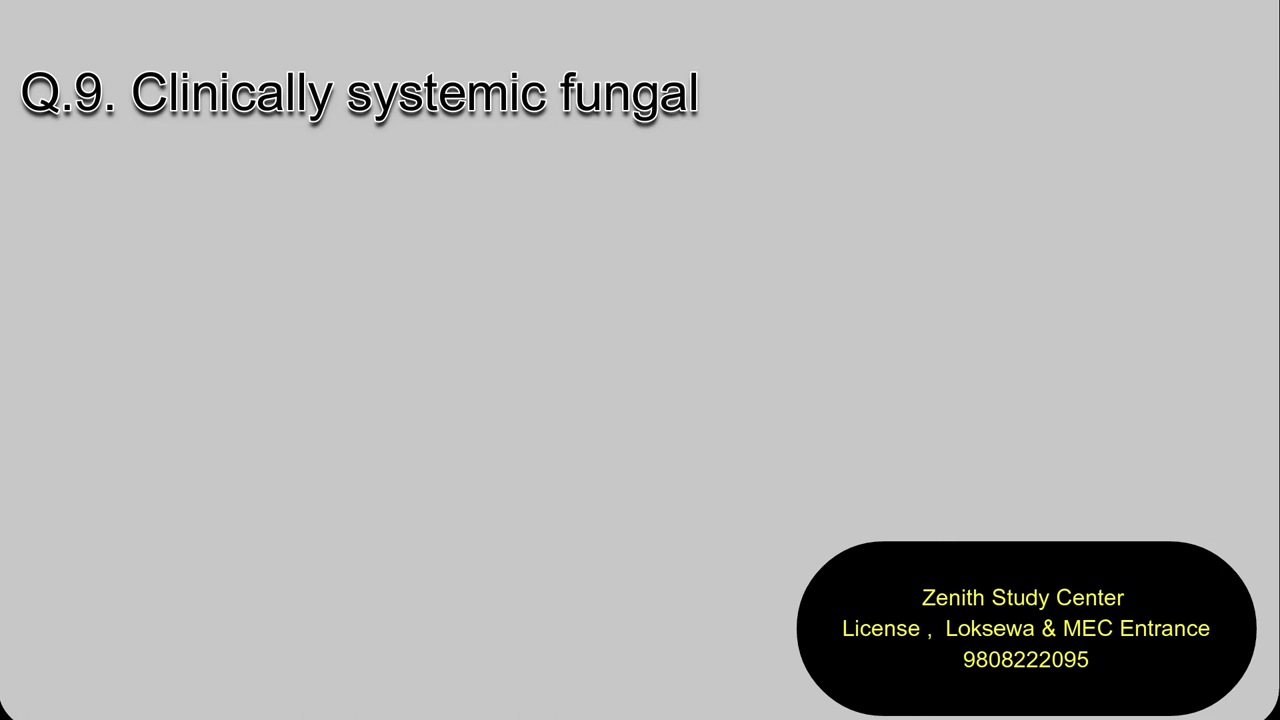 Q.9. Clinically systemic fungal
Zenith Study Center
License ,  Loksewa & MEC Entrance
9808222095